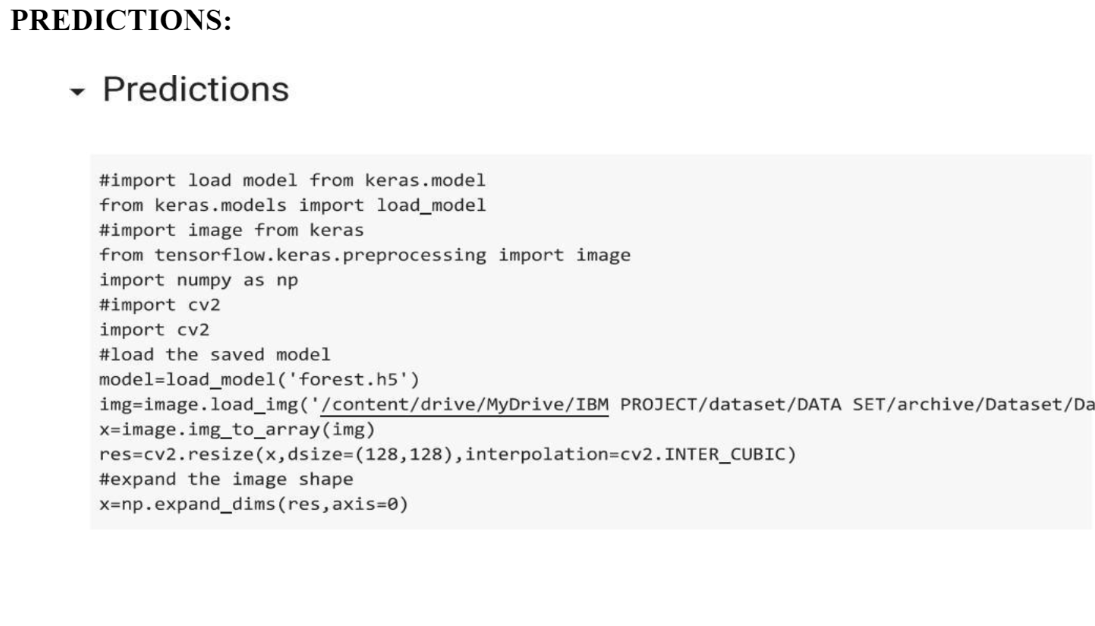 PREDICTIONS:
Predictions
#import load model from keras.model
from keras.models import load_model
#import image from keras
from tensorflow.keras.preprocessing import image
import numpy as np
#import cv2
import cv2
#load the saved model
model=load_model('forest.h5')
img=image.load_img('/content/drive/MyDrive/IBM PROJECT/dataset/DATA SET/archive/Dataset/Da
x=image.img_to_array(img)
res=cv2.resize(x,dsize=(128,128),interpolation=cv2.INTER_CUBIC)
#expand the image shape
x=np.expand_dims(res,axis=0)